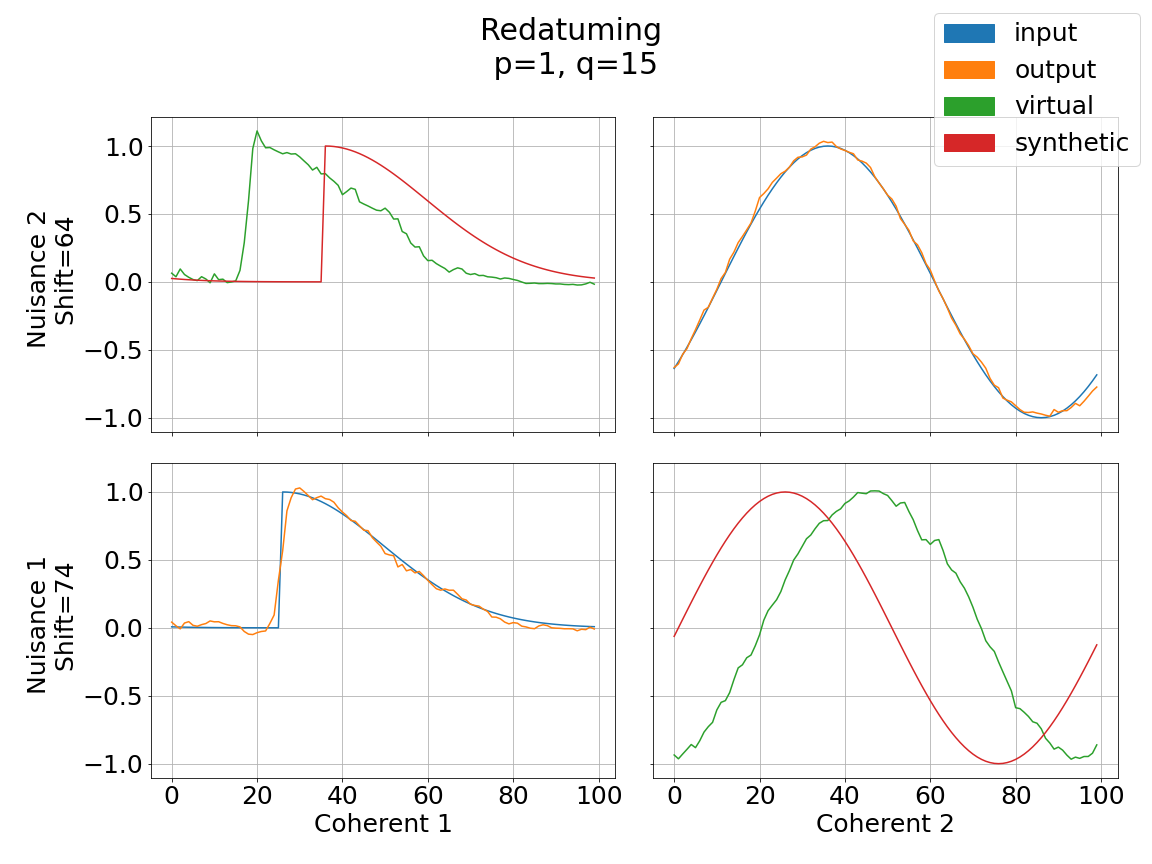 Redatuming
p=1, q=15
input
output
virtual
synthetic
Nuisance 2
Shift=64
1.0
0.5
0.0
−0.5
−1.0
Nuisance 1
Shift=74
1.0
0.5
0.0
−0.5
−1.0
0 20 40 60 80 100
Coherent 1
0 20 40 60 80 100
Coherent 2